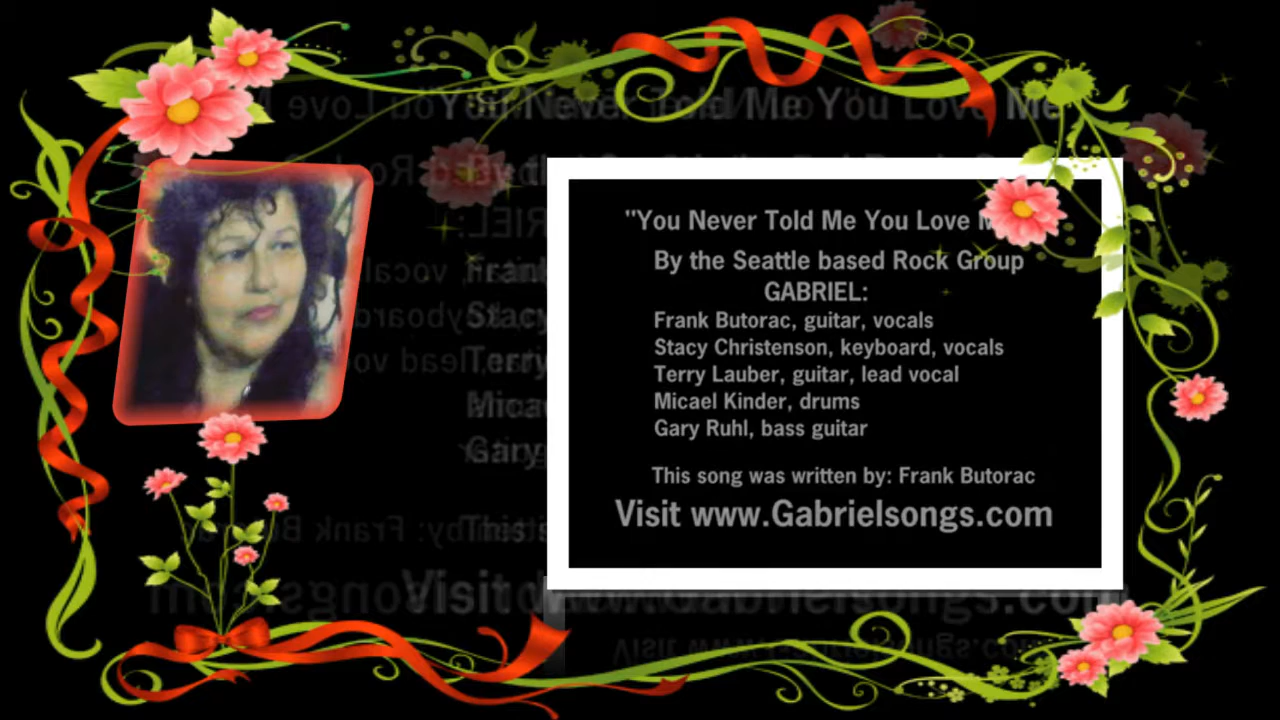 "You Never Told Me You Love M
By the Seattle based Rock Group
GABRIEL:
Frank Butorac, guitar, vocals
Stacy Christenson, keyboard, vocals
Terry Lauber, guitar, lead vocal
Micael Kinder, drums
Gary Ruhl, bass guitar
This song was written by: Frank Butorac
Visit www.Gabrielsongs.com